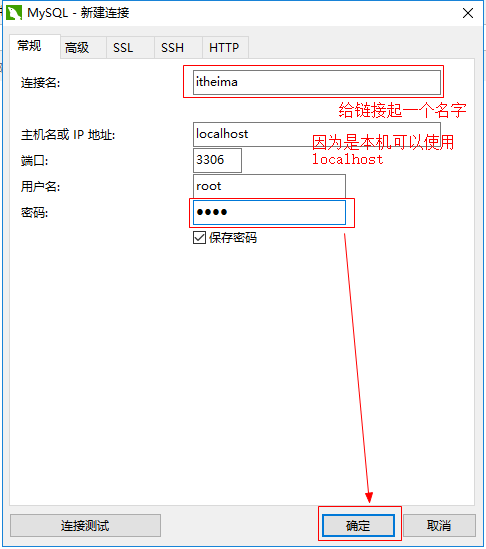 MySQL - 新建连接
常规 高级 SSL SSH HTTP
连接名: itheima
给链接起一个名字
主机名或 IP 地址: localhost
因为是本机可以使用
localhost
端口: 3306
用户名: root
密码: ●●●●
保存密码
连接测试 确定 取消